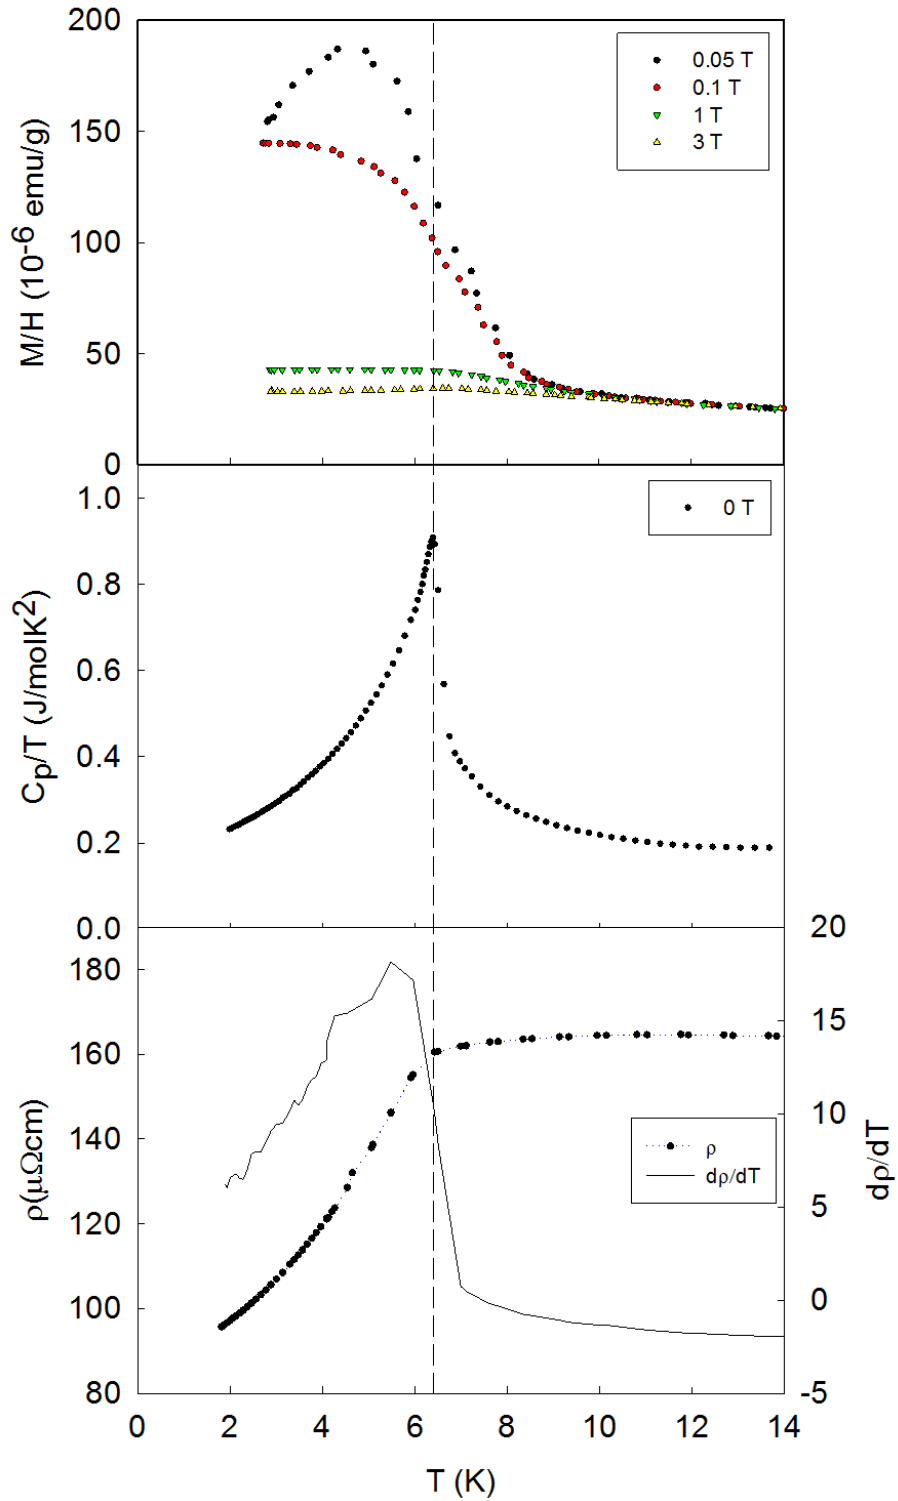 200
150
100
50
0
M/H (10-6 emu/g)
0.05 T
0.1 T
1 T
3 T
1.0
0.8
0.6
0.4
0.2
0.0
Cp/T (J/molK2)
0 T
180
160
140
120
100
80
ρ(μΩcm)
20
15
10
5
0
-5
dρ/dT
ρ
dρ/dT
0 2 4 6 8 10 12 14
T (K)